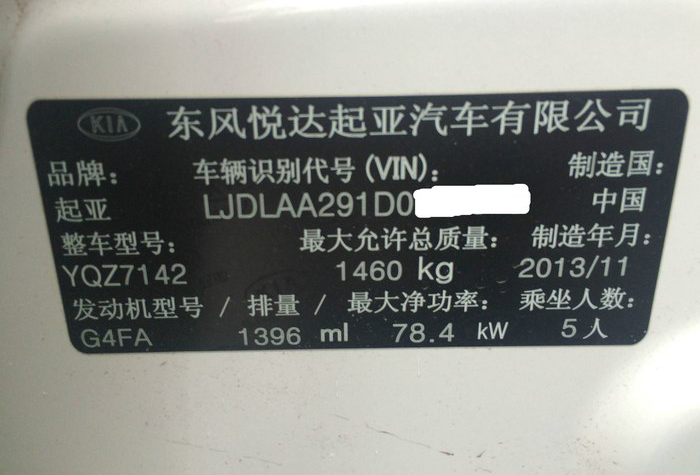 KIA 东风悦达起亚汽车有限公司
品牌： 车辆识别代号(VIN)： 制造国：
起亚 LJDLAA291D0 中国
整车型号： 最大允许总质量： 制造年月：
YQZ7142 1460 kg 2013/11
发动机型号 / 排量 / 最大净功率： 乘坐人数：
G4FA 1396 ml 78.4 kW 5人